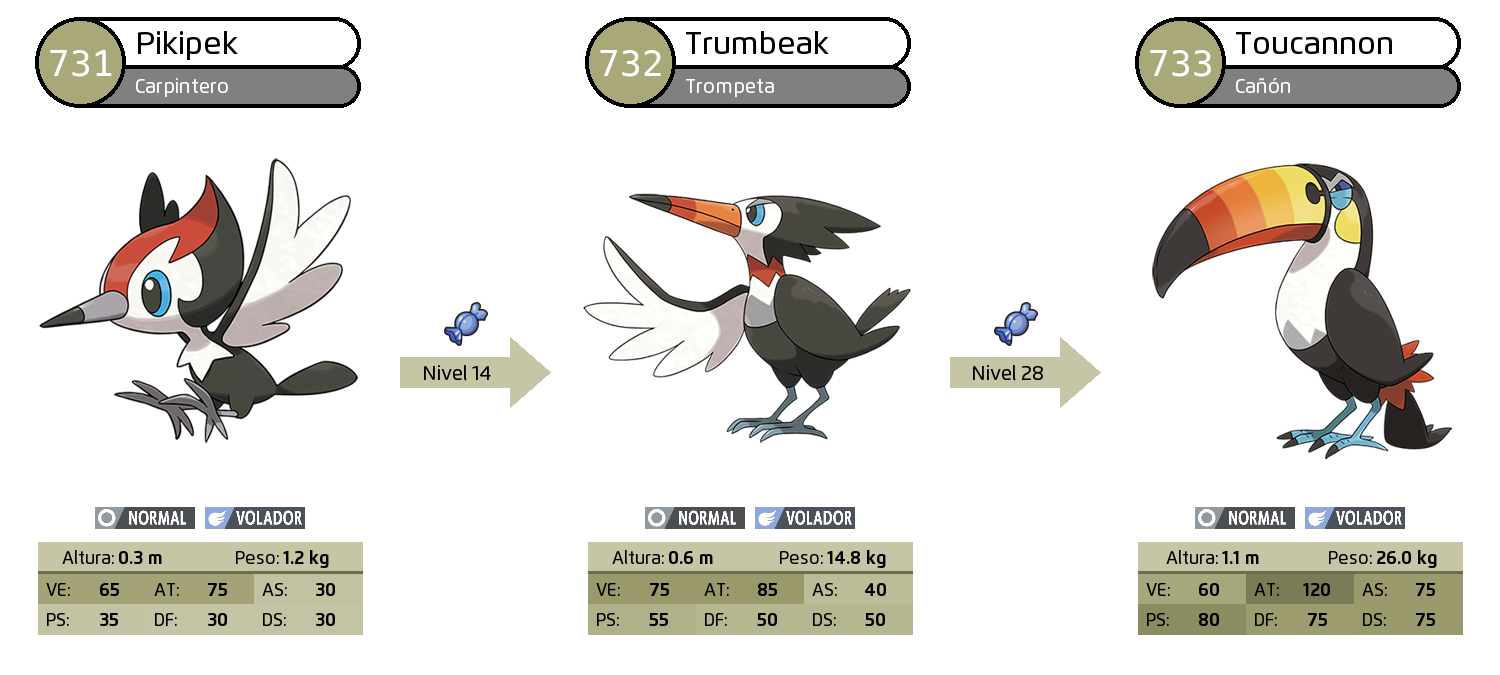 731
Pikipek
Carpintero
732
Trumbeak
Trompeta
733
Toucannon
Cañón
Nivel 14
Nivel 28
NORMAL VOLADOR
Altura: 0.3 m Peso: 1.2 kg
VE: 65 AT: 75 AS: 30
PS: 35 DF: 30 DS: 30
NORMAL VOLADOR
Altura: 0.6 m Peso: 14.8 kg
VE: 75 AT: 85 AS: 40
PS: 55 DF: 50 DS: 50
NORMAL VOLADOR
Altura: 1.1 m Peso: 26.0 kg
VE: 60 AT: 120 AS: 75
PS: 80 DF: 75 DS: 75